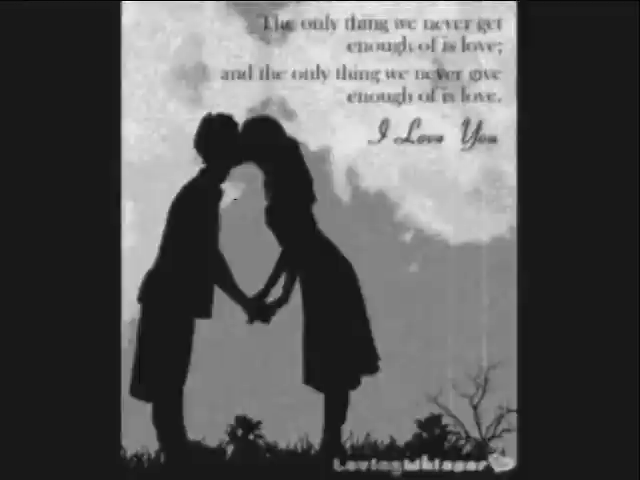 The only thing we never get
enough of is love;
and the only thing we never give
enough of is love.
I Love You
LovingWhisper